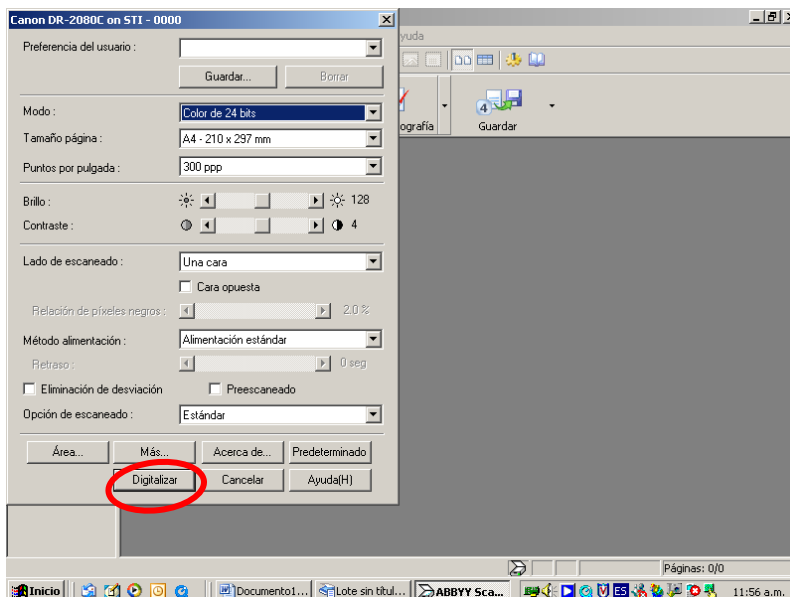 Canon DR-2080C on STI - 0000
yuda
Preferencia del usuario :
Guardar... Borrar
Modo : Color de 24 bits
Tamaño página : A4 - 210 x 297 mm
Puntos por pulgada : 300 ppp
Brillo : 128
Contraste : 4
Lado de escaneado : Una cara
Cara opuesta
Relación de píxeles negros : 2.0 %
Método alimentación : Alimentación estándar
Retraso : 0 seg
Eliminación de desviación Preescaneado
Opción de escaneado : Estándar
Área... Más... Acerca de... Predeterminado
Digitalizar Cancelar Ayuda(H)
ografía 4 Guardar
Páginas: 0/0
Inicio Documento1... Lote sin títul... ABBYY Sca... ES 11:56 a.m.